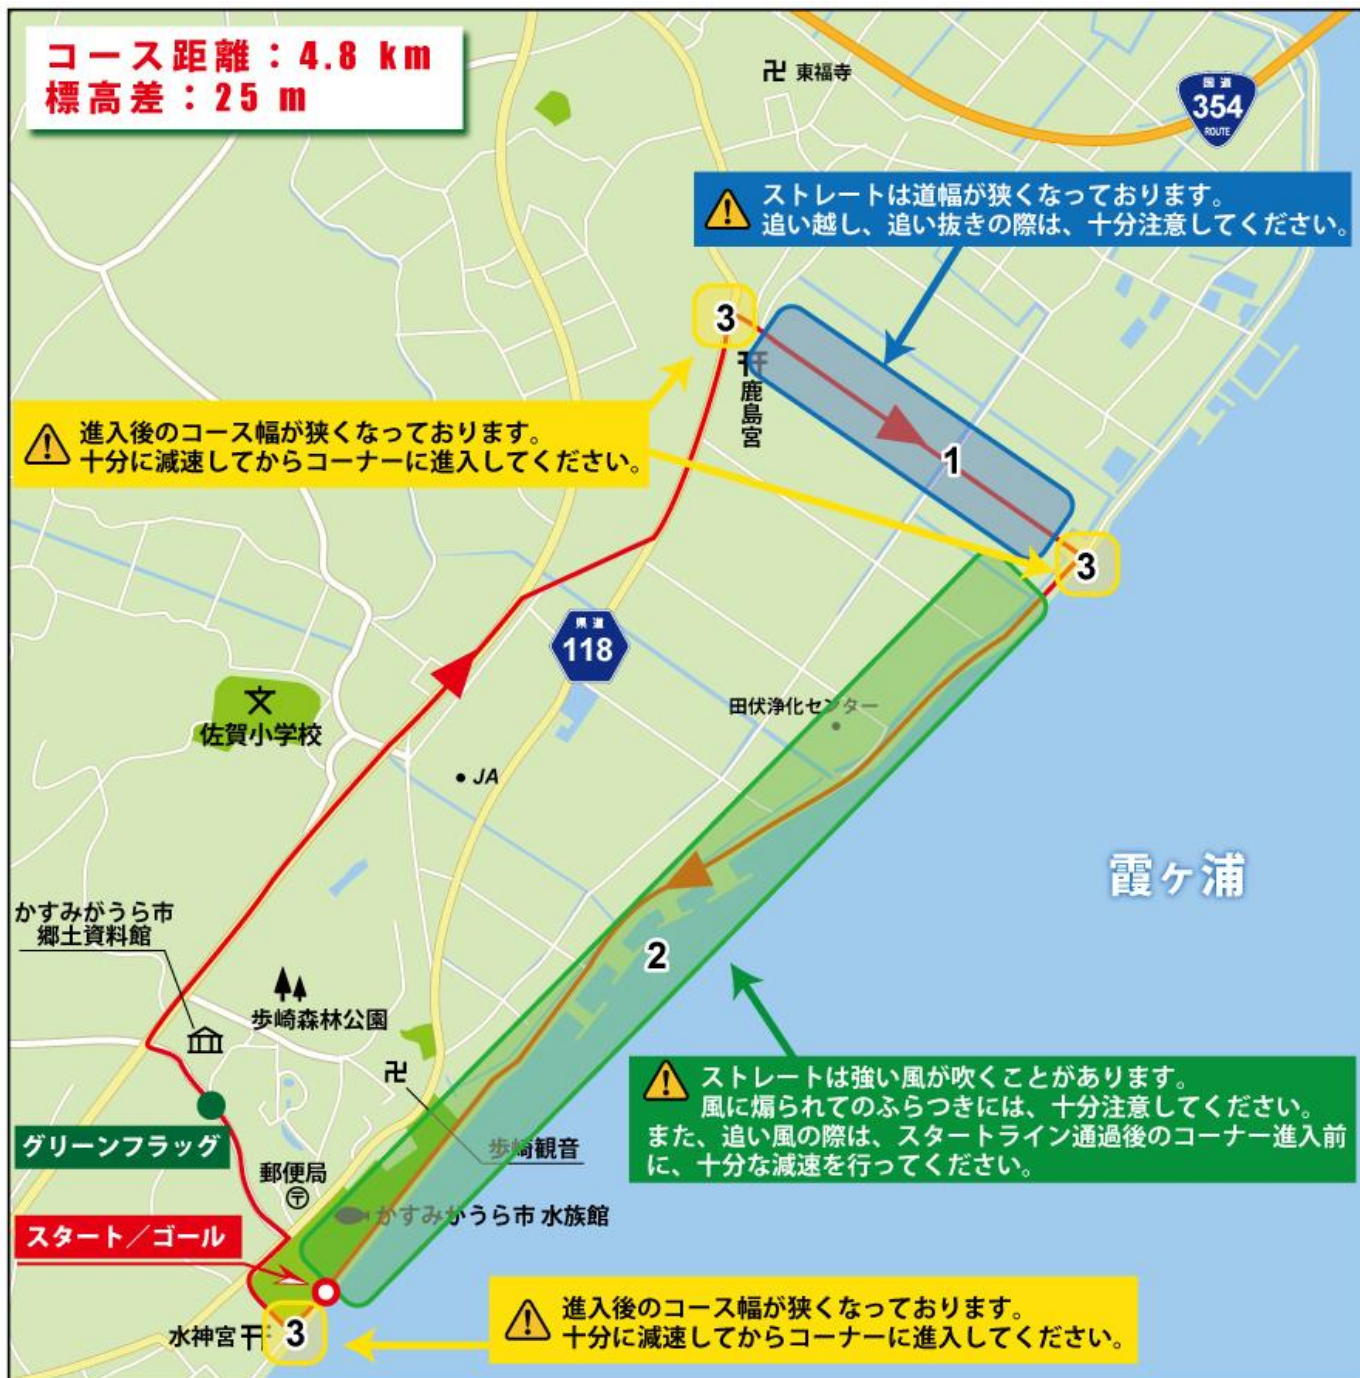 コース距離：4.8 km
標高差：25 m
東福寺
国道
354
ROUTE
ストレートは道幅が狭くなっております。
追い越し、追い抜きの際は、十分注意してください。
3
鹿島宮
進入後のコース幅が狭くなっております。
十分に減速してからコーナーに進入してください。
1
3
県道
118
文
佐賀小学校
田伏浄化センター
JA
霞ヶ浦
かすみがうら市
郷土資料館
2
歩崎森林公園
ストレートは強い風が吹くことがあります。
風に煽られてのふらつきには、十分注意してください。
また、追い風の際は、スタートライン通過後のコーナー進入前
に、十分な減速を行ってください。
グリーンフラッグ
歩崎観音
郵便局
かすみがうら市 水族館
スタート／ゴール
進入後のコース幅が狭くなっております。
十分に減速してからコーナーに進入してください。
水神宮
3